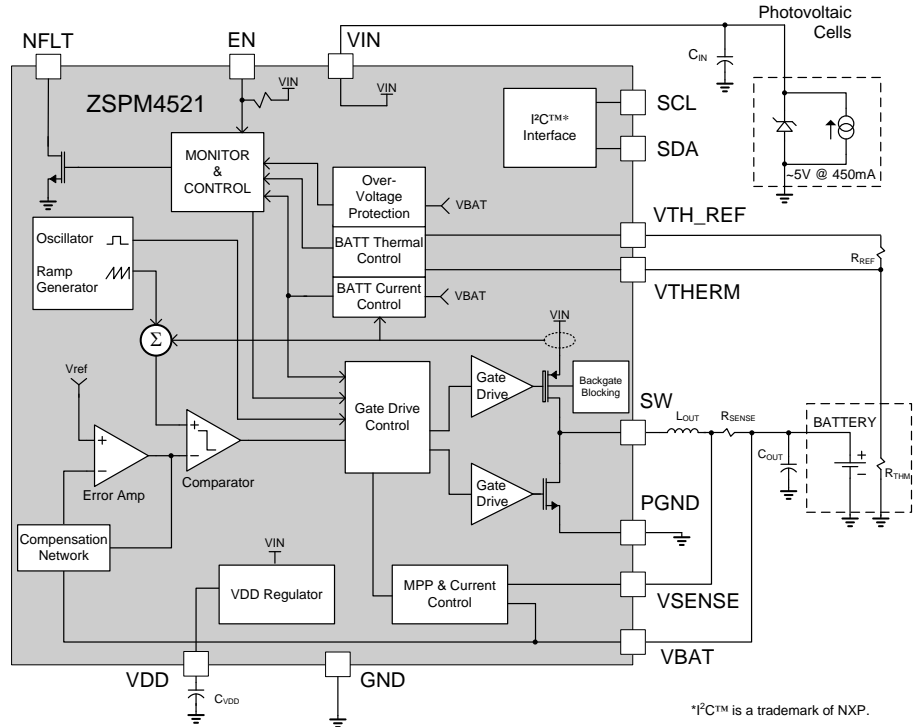 Photovoltaic
Cells
NFLT
EN
VIN
CIN
ZSPM4521
VIN
VIN
I²C™*
Interface
SCL
SDA
~5V @ 450mA
MONITOR
&
CONTROL
Over-
Voltage
Protection
VBAT
BATT Thermal
Control
BATT Current
Control
VBAT
VTH_REF
RREF
VTHERM
Oscillator
Ramp
Generator
Σ
VIN
Vref
Gate Drive
Control
Gate
Drive
Backgate
Blocking
SW
LOUT
RSENSE
BATTERY
COUT
+
−
RTHM
+
−
Error Amp
+
−
Comparator
Gate
Drive
PGND
Compensation
Network
VIN
VDD Regulator
MPP & Current
Control
VSENSE
VBAT
VDD
GND
CVDD
*I²C™ is a trademark of NXP.